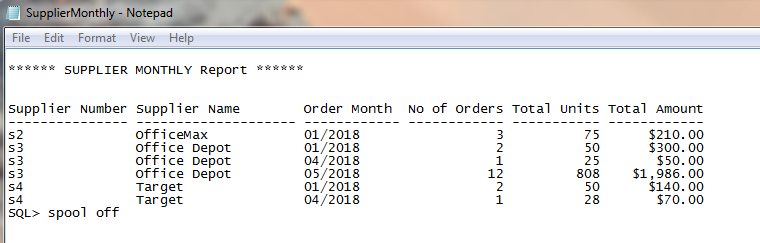 SupplierMonthly - Notepad
File Edit Format View Help
****** SUPPLIER MONTHLY Report ******
Supplier Number Supplier Name Order Month No of Orders Total Units Total Amount
--------------- -------------------- ------------ ------------ ----------- ------------
s2 OfficeMax 01/2018 3 75 $210.00
s3 Office Depot 01/2018 2 50 $300.00
s3 Office Depot 04/2018 1 25 $50.00
s3 Office Depot 05/2018 12 808 $1,986.00
s4 Target 01/2018 2 50 $140.00
s4 Target 04/2018 1 28 $70.00
SQL> spool off